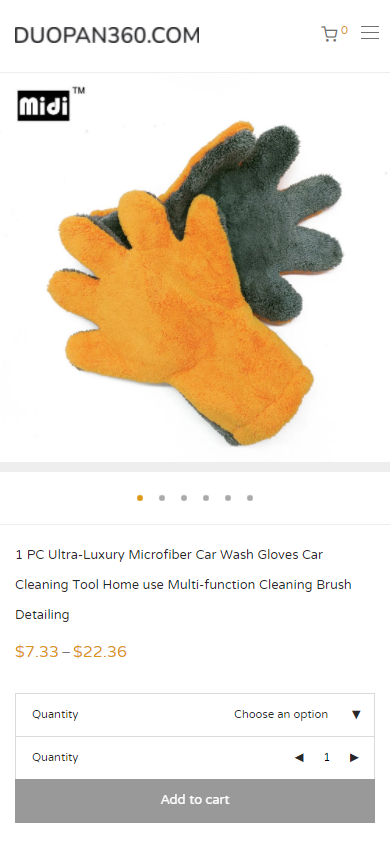 DUOPAN360.COM
0
midi TM
1 PC Ultra-Luxury Microfiber Car Wash Gloves Car
Cleaning Tool Home use Multi-function Cleaning Brush
Detailing
$7.33–$22.36
Quantity Choose an option ▼
Quantity ◀ 1 ▶
Add to cart